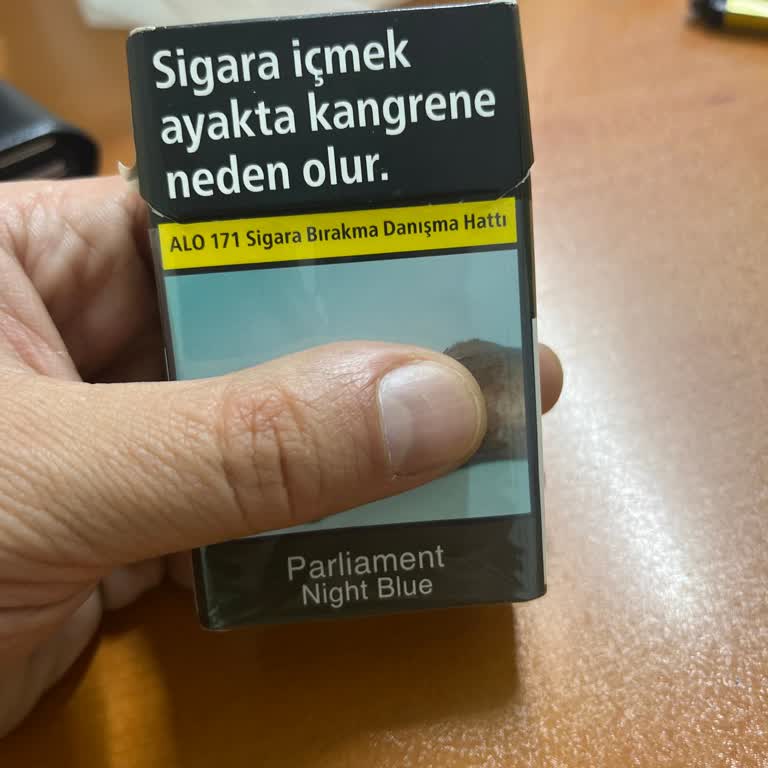 Sigara içmek
ayakta kangrene
neden olur.
ALO 171 Sigara Bırakma Danışma Hattı
Parliament
Night Blue